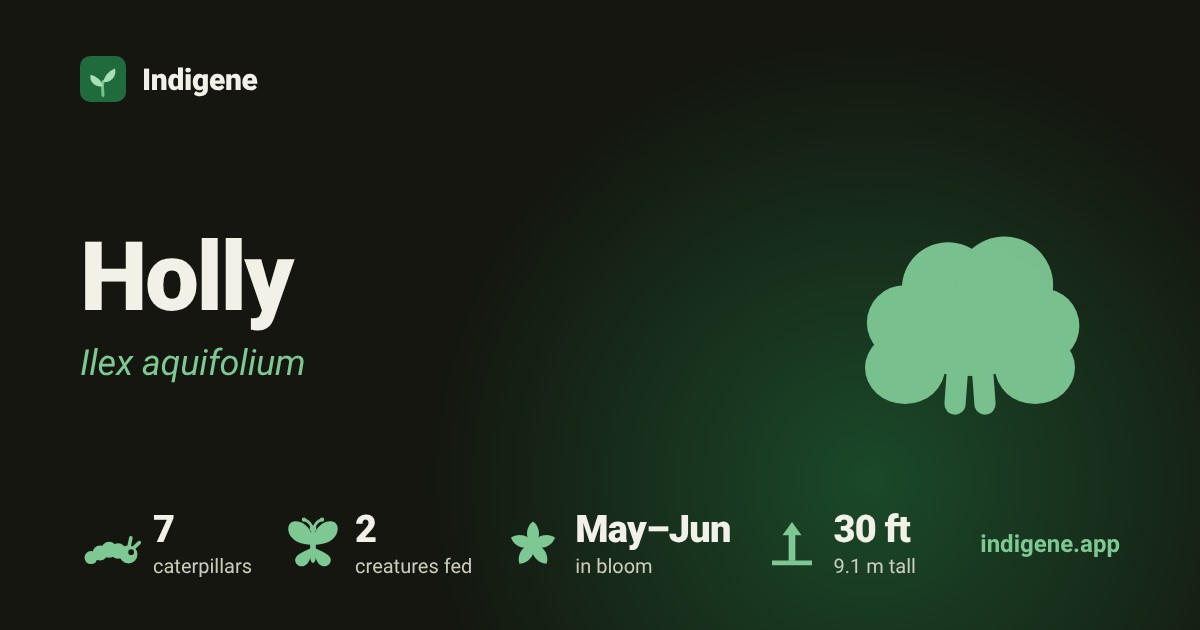 Indigene
Holly
Ilex aquifolium
7
caterpillars
2
creatures fed
May–Jun
in bloom
30 ft
9.1 m tall
indigene.app